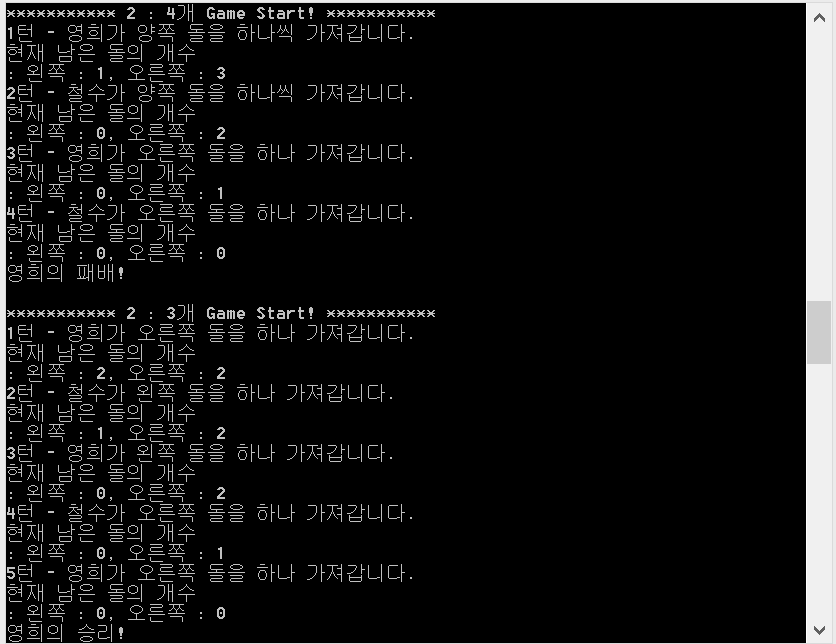 *********** 2 : 4개 Game Start! ***********
1턴 - 영희가 양쪽 돌을 하나씩 가져갑니다.
현재 남은 돌의 개수
: 왼쪽 : 1, 오른쪽 : 3
2턴 - 철수가 양쪽 돌을 하나씩 가져갑니다.
현재 남은 돌의 개수
: 왼쪽 : 0, 오른쪽 : 2
3턴 - 영희가 오른쪽 돌을 하나 가져갑니다.
현재 남은 돌의 개수
: 왼쪽 : 0, 오른쪽 : 1
4턴 - 철수가 오른쪽 돌을 하나 가져갑니다.
현재 남은 돌의 개수
: 왼쪽 : 0, 오른쪽 : 0
영희의 패배!
*********** 2 : 3개 Game Start! ***********
1턴 - 영희가 오른쪽 돌을 하나 가져갑니다.
현재 남은 돌의 개수
: 왼쪽 : 2, 오른쪽 : 2
2턴 - 철수가 왼쪽 돌을 하나 가져갑니다.
현재 남은 돌의 개수
: 왼쪽 : 1, 오른쪽 : 2
3턴 - 영희가 왼쪽 돌을 하나 가져갑니다.
현재 남은 돌의 개수
: 왼쪽 : 0, 오른쪽 : 2
4턴 - 철수가 오른쪽 돌을 하나 가져갑니다.
현재 남은 돌의 개수
: 왼쪽 : 0, 오른쪽 : 1
5턴 - 영희가 오른쪽 돌을 하나 가져갑니다.
현재 남은 돌의 개수
: 왼쪽 : 0, 오른쪽 : 0
영희의 승리!